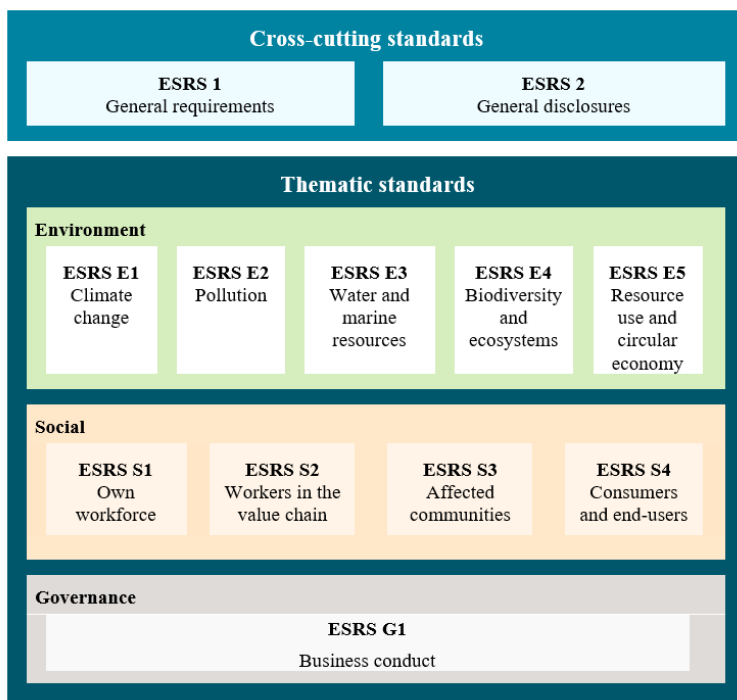 Cross-cutting standards
ESRS 1
General requirements
ESRS 2
General disclosures
Thematic standards
Environment
ESRS E1
Climate
change
ESRS E2
Pollution
ESRS E3
Water and
marine
resources
ESRS E4
Biodiversity
and
ecosystems
ESRS E5
Resource
use and
circular
economy
Social
ESRS S1
Own
workforce
ESRS S2
Workers in the
value chain
ESRS S3
Affected
communities
ESRS S4
Consumers
and end-users
Governance
ESRS G1
Business conduct